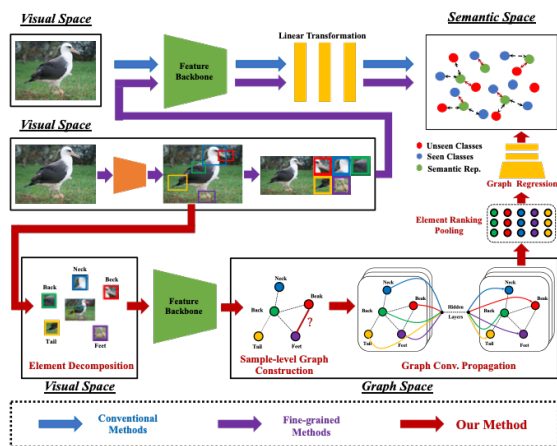 Visual Space
Semantic Space
Linear Transformation
Feature
Backbone
Visual Space
Unseen Classes
Seen Classes
Semantic Rep.
Graph Regression
Element Ranking
Pooling
Neck
Back
Beak
Tail
Feet
Element Decomposition
Visual Space
Feature
Backbone
Neck
Beak
Back
?
Tail
Feet
Sample-level Graph
Construction
Neck
Beak
Back
Tail
Feet
Hidden
Layers
Neck
Beak
Back
Tail
Feet
Graph Conv. Propagation
Graph Space
Conventional
Methods
Fine-grained
Methods
Our Method